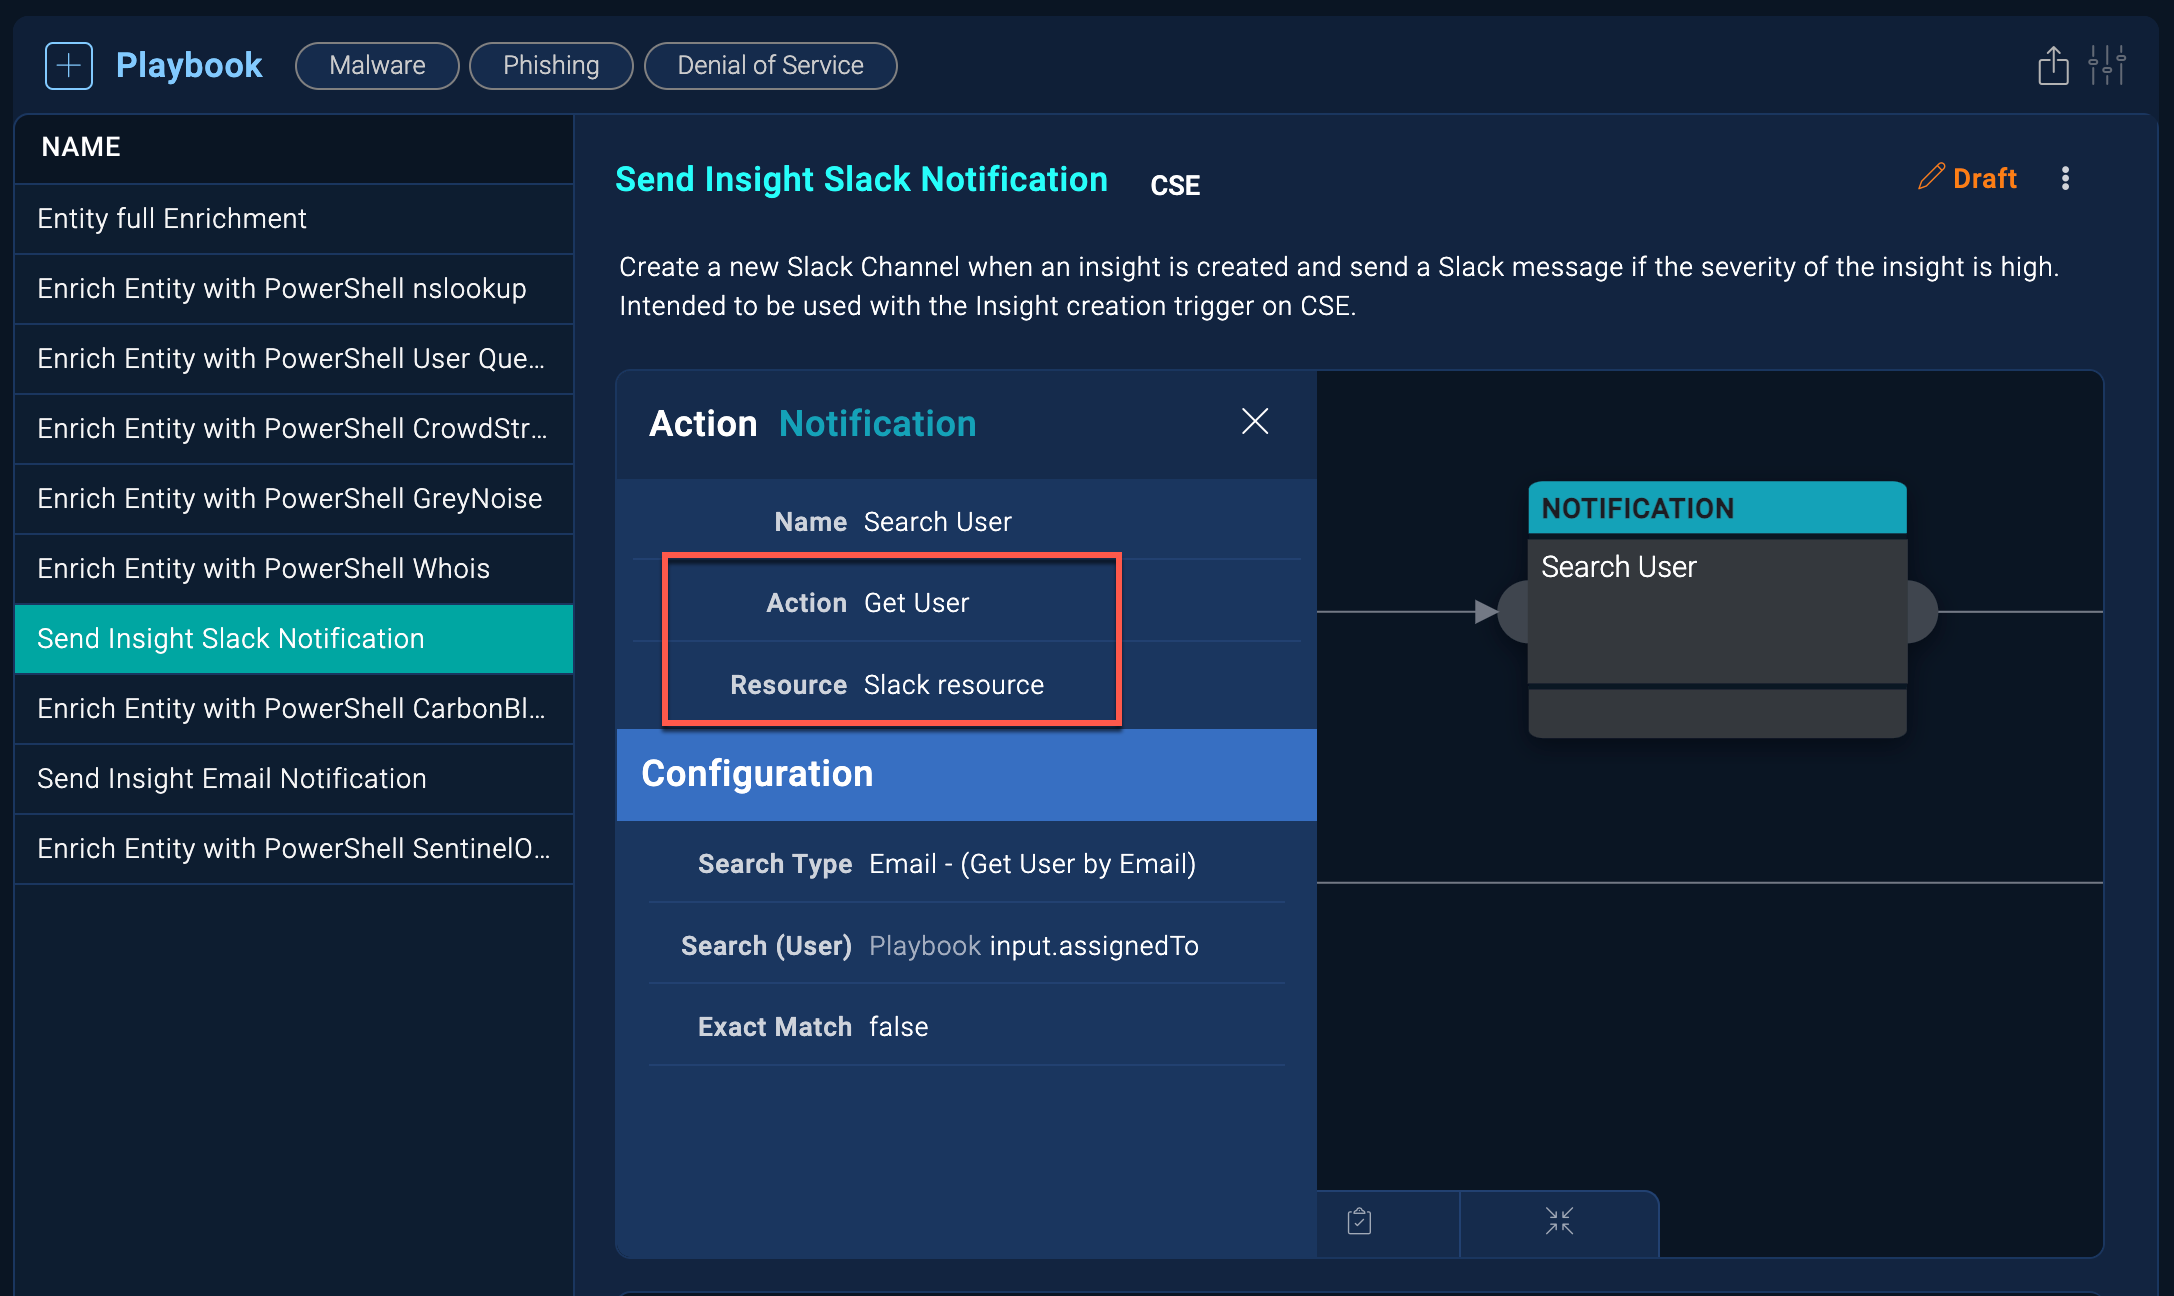 Playbook
Malware
Phishing
Denial of Service
NAME
Entity full Enrichment
Enrich Entity with PowerShell nslookup
Enrich Entity with PowerShell User Que...
Enrich Entity with PowerShell CrowdStr...
Enrich Entity with PowerShell GreyNoise
Enrich Entity with PowerShell Whois
Send Insight Slack Notification
Enrich Entity with PowerShell CarbonBl...
Send Insight Email Notification
Enrich Entity with PowerShell SentinelO...
Send Insight Slack Notification CSE
Draft
Create a new Slack Channel when an insight is created and send a Slack message if the severity of the insight is high.
Intended to be used with the Insight creation trigger on CSE.
Action Notification
Name Search User
Action Get User
Resource Slack resource
Configuration
Search Type Email - (Get User by Email)
Search (User) Playbook input.assignedTo
Exact Match false
NOTIFICATION
Search User